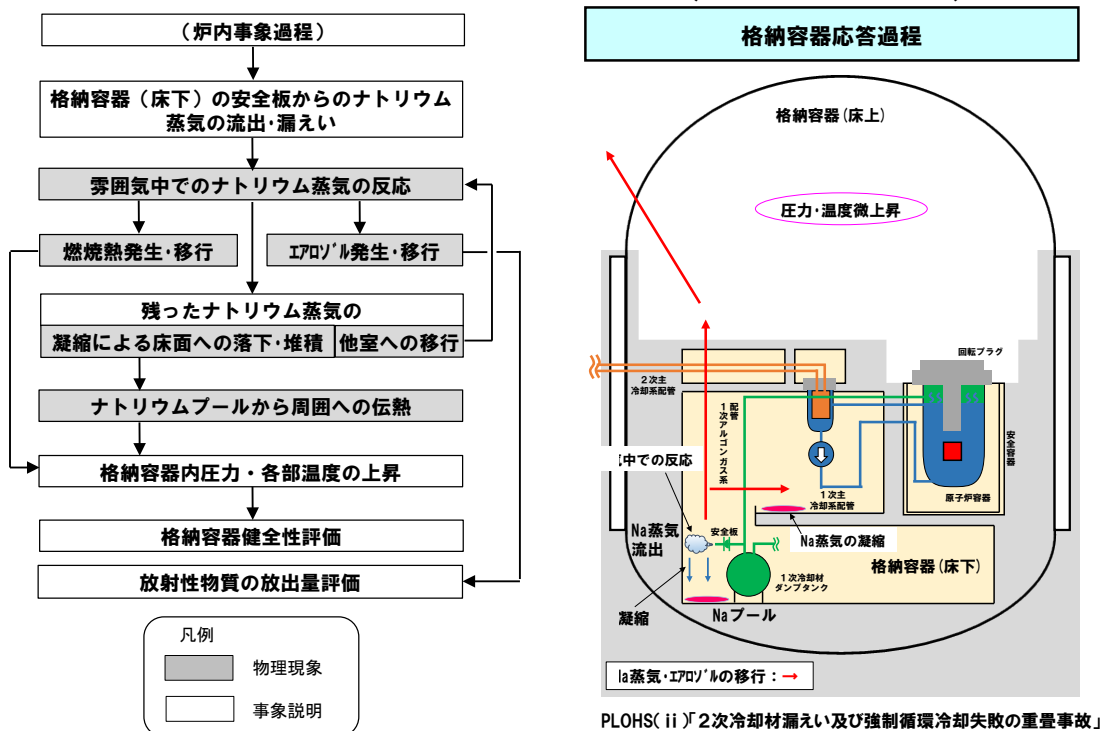 (炉内事象過程)
格納容器(床下)の安全板からのナトリウム
蒸気の流出･漏えい
雰囲気中でのナトリウム蒸気の反応
燃焼熱発生･移行
ｴｱﾛｿﾞﾙ発生･移行
残ったナトリウム蒸気の
凝縮による床面への落下･堆積
他室への移行
ナトリウムプールから周囲への伝熱
格納容器内圧力・各部温度の上昇
格納容器健全性評価
放射性物質の放出量評価
凡例
物理現象
事象説明
格納容器応答過程
格納容器(床上)
圧力･温度微上昇
回転プラグ
2次主
冷却系配管
1次アルゴンガス系
配管
安全容器
気中での反応
1次主
冷却系配管
原子炉容器
Na蒸気
流出
安全板
Na蒸気の凝縮
格納容器(床下)
1次冷却材
ダンプタンク
凝縮
Naプール
Na蒸気･ｴｱﾛｿﾞﾙの移行：→
PLOHS(ⅱ)｢２次冷却材漏えい及び強制循環冷却失敗の重畳事故｣